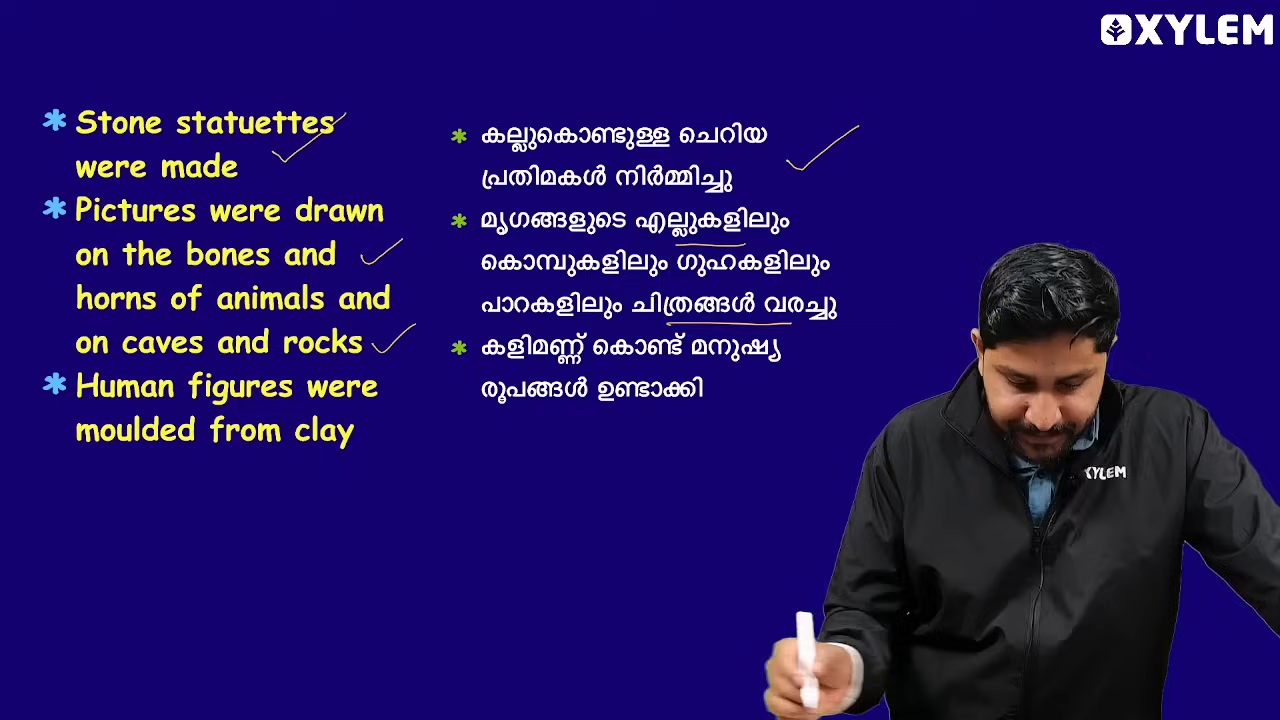 XYLEM
Stone statuettes
were made
Pictures were drawn
on the bones and
horns of animals and
on caves and rocks
Human figures were
moulded from clay
കല്ലുകൊണ്ടുള്ള ചെറിയ
പ്രതിമകൾ നിർമ്മിച്ചു
മൃഗങ്ങളുടെ എല്ലുകളിലും
കൊമ്പുകളിലും ഗുഹകളിലും
പാറകളിലും ചിത്രങ്ങൾ വരച്ചു
കളിമണ്ണ് കൊണ്ട് മനുഷ്യ
രൂപങ്ങൾ ഉണ്ടാക്കി
XYLEM